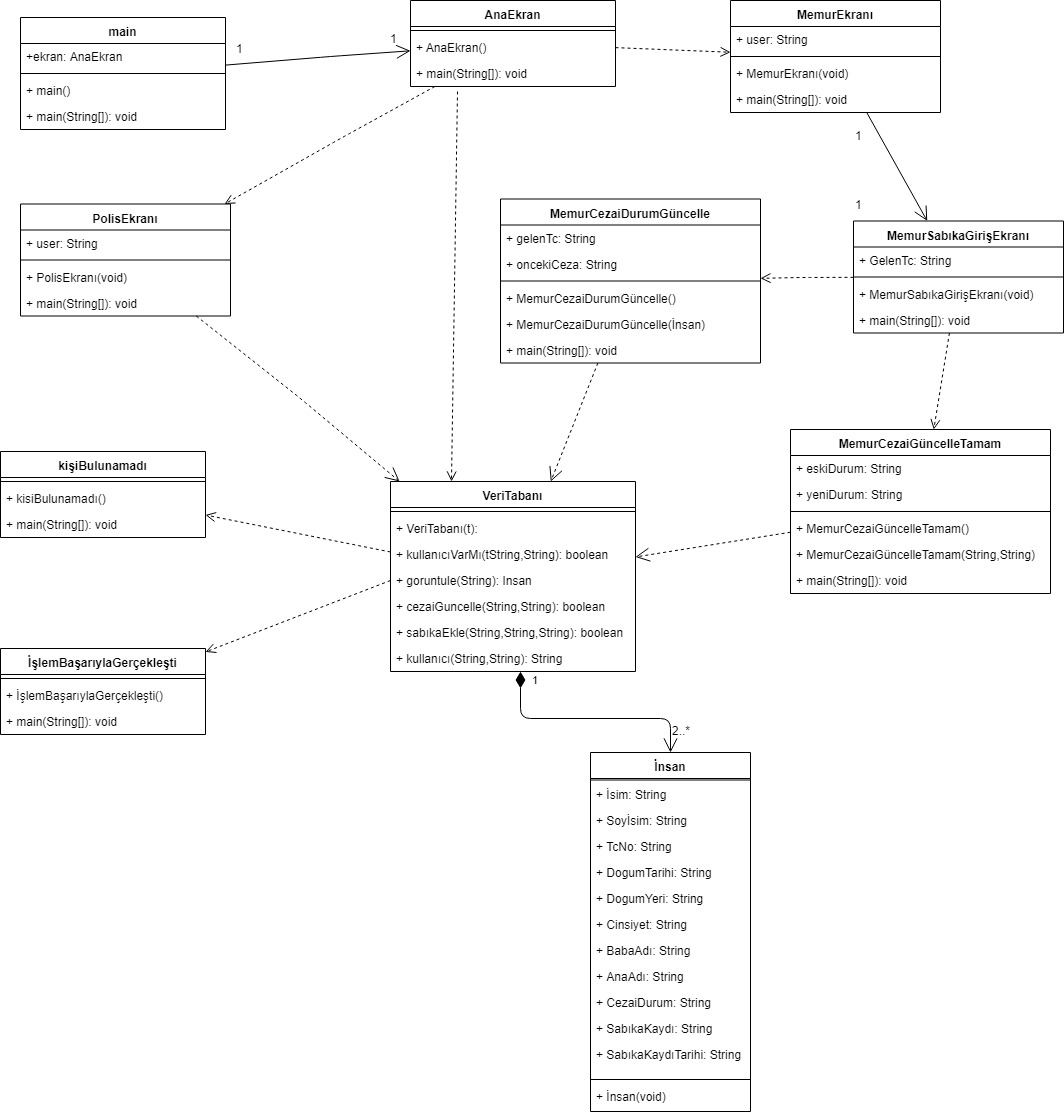 main
+ekran: AnaEkran
+ main()
+ main(String[]): void
1
1
AnaEkran
+ AnaEkran()
+ main(String[]): void
MemurEkranı
+ user: String
+ MemurEkranı(void)
+ main(String[]): void
1
1
PolisEkranı
+ user: String
+ PolisEkranı(void)
+ main(String[]): void
MemurCezaiDurumGüncelle
+ gelenTc: String
+ oncekiCeza: String
+ MemurCezaiDurumGüncelle()
+ MemurCezaiDurumGüncelle(İnsan)
+ main(String[]): void
MemurSabıkaGirişEkranı
+ GelenTc: String
+ MemurSabıkaGirişEkranı(void)
+ main(String[]): void
kişiBulunamadı
+ kisiBulunamadı()
+ main(String[]): void
VeriTabanı
+ VeriTabanı(t):
+ kullanıcıVarMı(tString,String): boolean
+ goruntule(String): Insan
+ cezaiGuncelle(String,String): boolean
+ sabıkaEkle(String,String,String): boolean
+ kullanıcı(String,String): String
MemurCezaiGüncelleTamam
+ eskiDurum: String
+ yeniDurum: String
+ MemurCezaiGüncelleTamam()
+ MemurCezaiGüncelleTamam(String,String)
+ main(String[]): void
İşlemBaşarıylaGerçekleşti
+ İşlemBaşarıylaGerçekleşti()
+ main(String[]): void
1
2..*
İnsan
+ İsim: String
+ Soyİsim: String
+ TcNo: String
+ DogumTarihi: String
+ DogumYeri: String
+ Cinsiyet: String
+ BabaAdı: String
+ AnaAdı: String
+ CezaiDurum: String
+ SabıkaKaydı: String
+ SabıkaKaydıTarihi: String
+ İnsan(void)